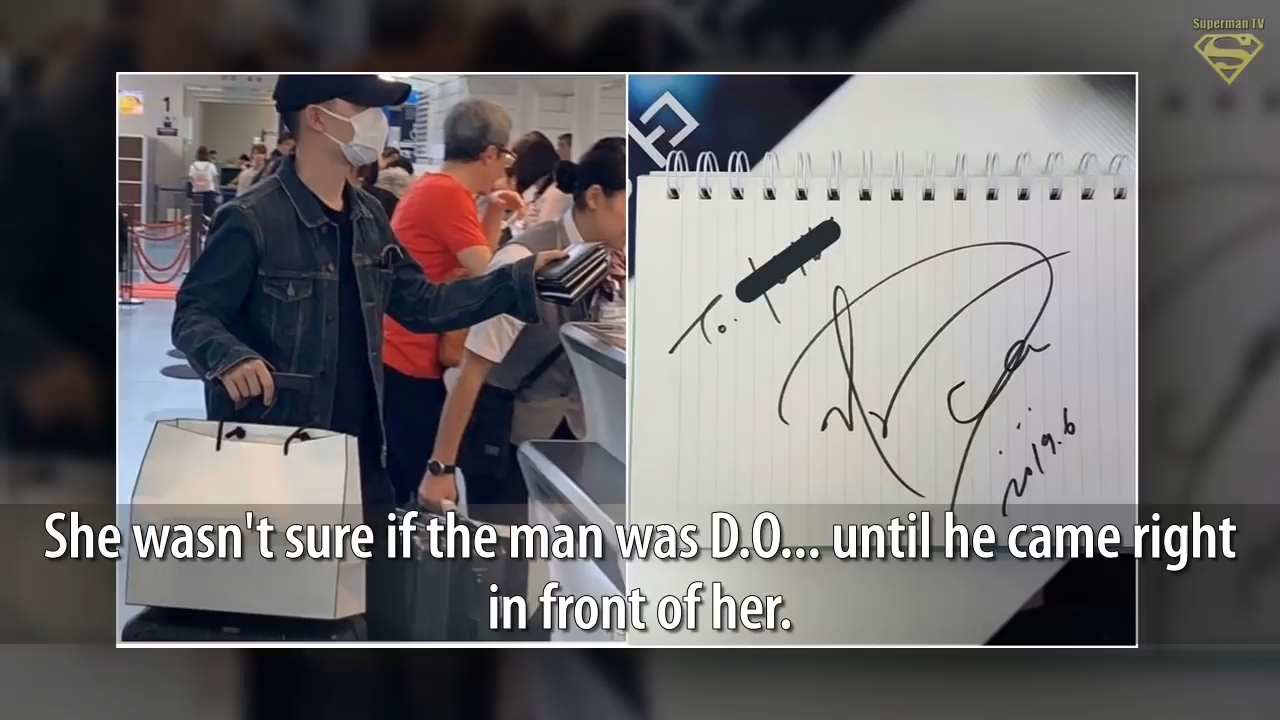 Superman TV
1
To.
2019.6
She wasn't sure if the man was D.O... until he came right
in front of her.